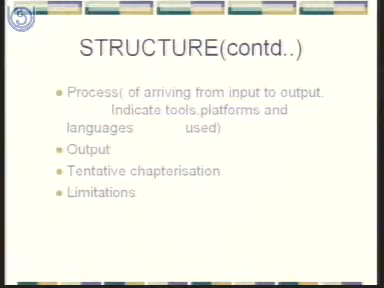 STRUCTURE(contd..)
Process( of arriving from input to output.
Indicate tools,platforms and
languages used)
Output
Tentative chapterisation
Limitations